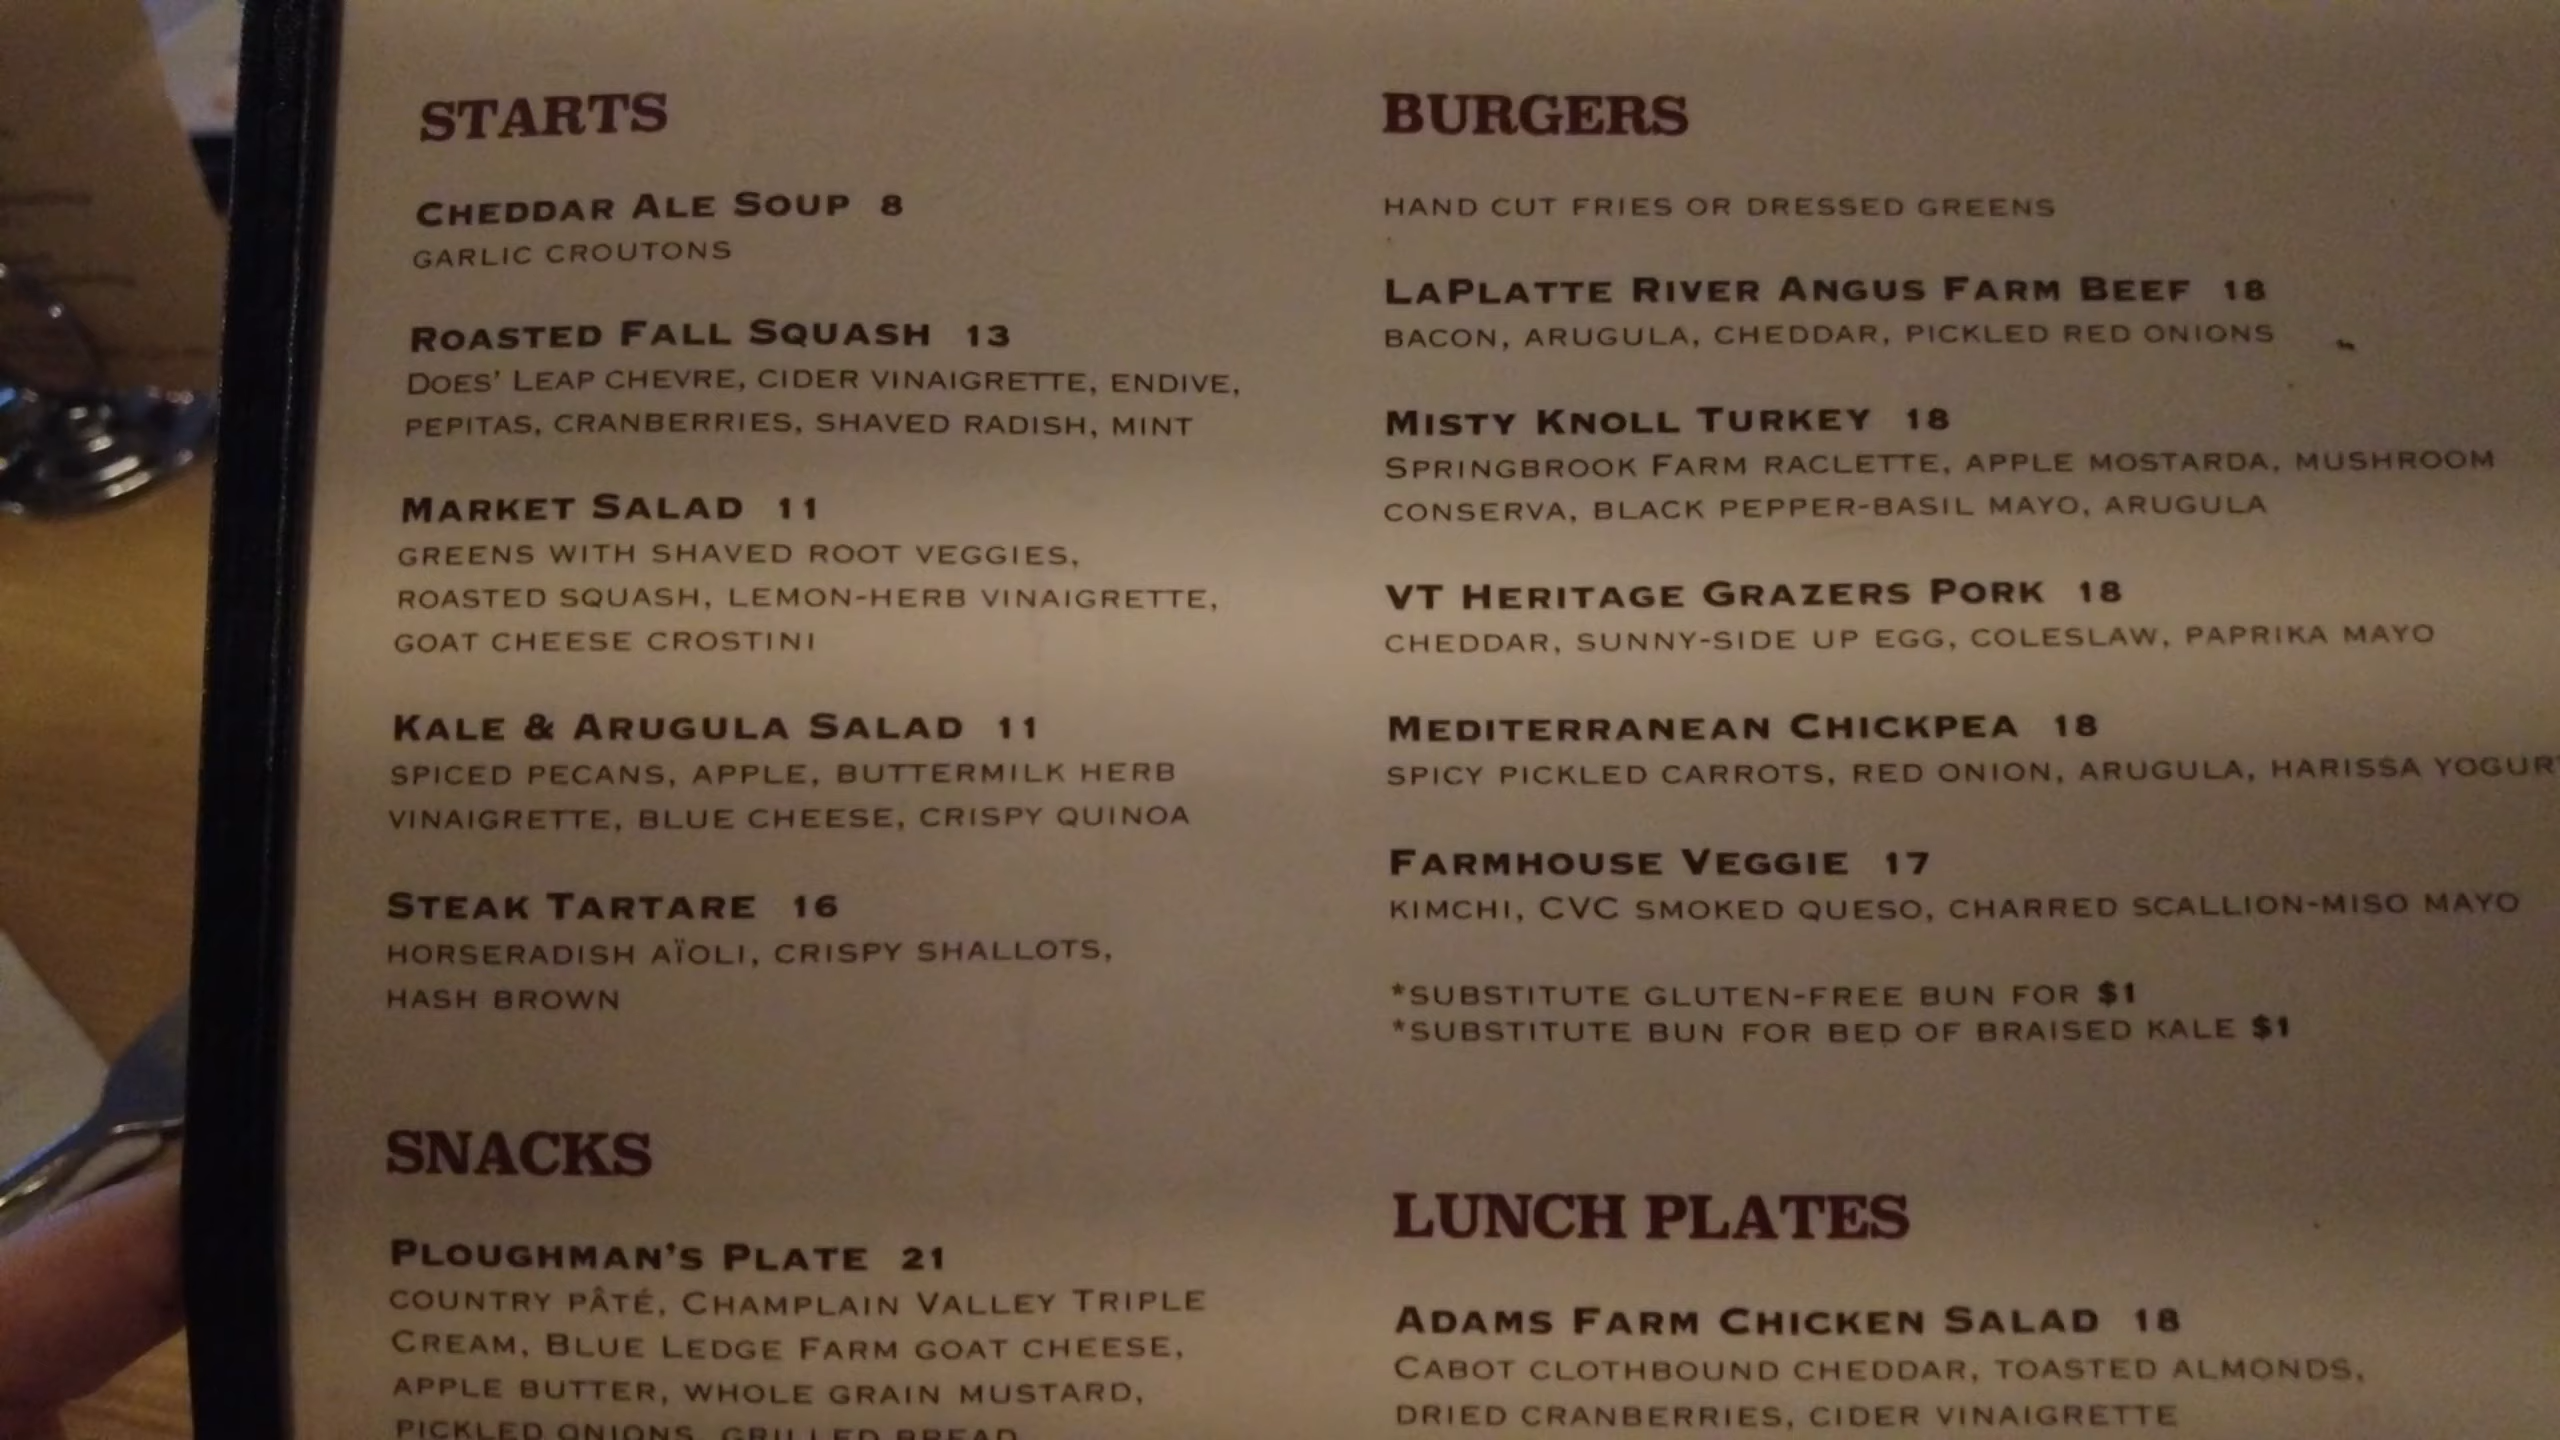 STARTS
CHEDDAR ALE SOUP 8
GARLIC CROUTONS
ROASTED FALL SQUASH 13
DOES' LEAP CHEVRE, CIDER VINAIGRETTE, ENDIVE,
PEPITAS, CRANBERRIES, SHAVED RADISH, MINT
MARKET SALAD 11
GREENS WITH SHAVED ROOT VEGGIES,
ROASTED SQUASH, LEMON-HERB VINAIGRETTE,
GOAT CHEESE CROSTINI
KALE & ARUGULA SALAD 11
SPICED PECANS, APPLE, BUTTERMILK HERB
VINAIGRETTE, BLUE CHEESE, CRISPY QUINOA
STEAK TARTARE 16
HORSERADISH AÏOLI, CRISPY SHALLOTS,
HASH BROWN
SNACKS
PLOUGHMAN'S PLATE 21
COUNTRY PÂTÉ, CHAMPLAIN VALLEY TRIPLE
CREAM, BLUE LEDGE FARM GOAT CHEESE,
APPLE BUTTER, WHOLE GRAIN MUSTARD,
PICKLED ONIONS, GRILLED BREAD
BURGERS
HAND CUT FRIES OR DRESSED GREENS
LAPLATTE RIVER ANGUS FARM BEEF 18
BACON, ARUGULA, CHEDDAR, PICKLED RED ONIONS
MISTY KNOLL TURKEY 18
SPRINGBROOK FARM RACLETTE, APPLE MOSTARDA, MUSHROOM
CONSERVA, BLACK PEPPER-BASIL MAYO, ARUGULA
VT HERITAGE GRAZERS PORK 18
CHEDDAR, SUNNY-SIDE UP EGG, COLESLAW, PAPRIKA MAYO
MEDITERRANEAN CHICKPEA 18
SPICY PICKLED CARROTS, RED ONION, ARUGULA, HARISSA YOGURT
FARMHOUSE VEGGIE 17
KIMCHI, CVC SMOKED QUESO, CHARRED SCALLION-MISO MAYO
*SUBSTITUTE GLUTEN-FREE BUN FOR $1
*SUBSTITUTE BUN FOR BED OF BRAISED KALE $1
LUNCH PLATES
ADAMS FARM CHICKEN SALAD 18
CABOT CLOTHBOUND CHEDDAR, TOASTED ALMONDS,
DRIED CRANBERRIES, CIDER VINAIGRETTE